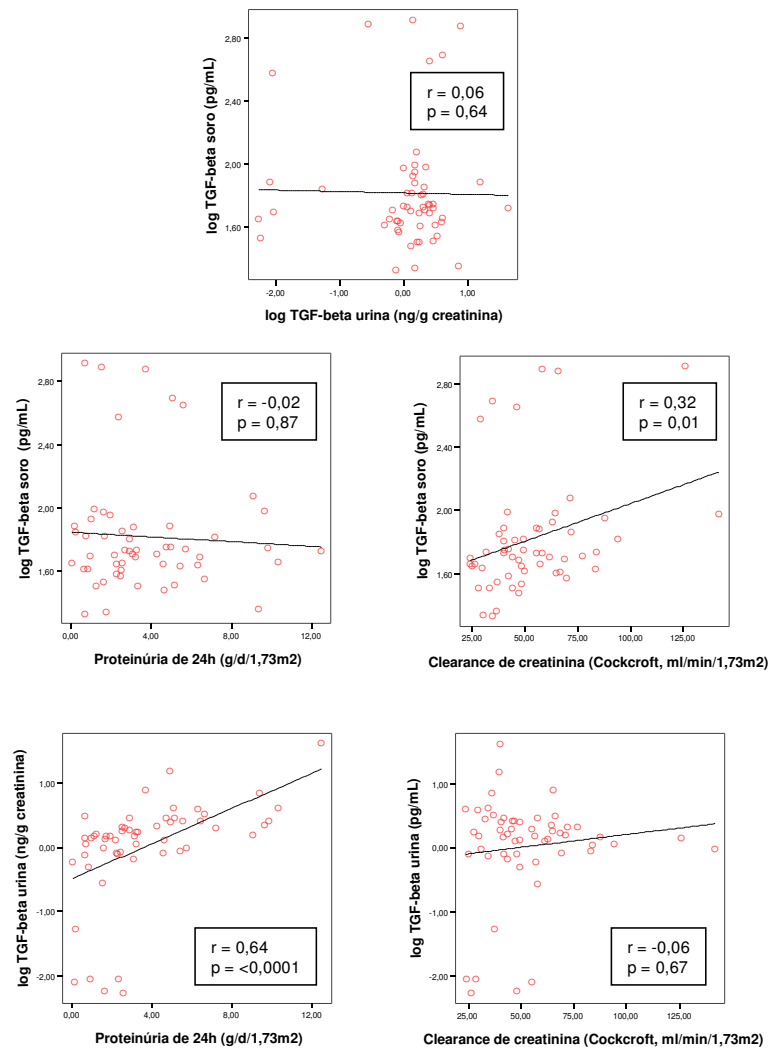 2,80
2,40
2,00
1,60
log TGF-beta soro (pg/mL)
r = 0,06
p = 0,64
-2,00 -1,00 0,00 1,00
log TGF-beta urina (ng/g creatinina)
2,80
2,40
2,00
1,60
log TGF-beta soro (pg/mL)
r = -0,02
p = 0,87
0,00 4,00 8,00 12,00
Proteinúria de 24h (g/d/1,73m2)
2,80
2,40
2,00
1,60
log TGF-beta soro (pg/mL)
r = 0,32
p = 0,01
25,00 50,00 75,00 100,00 125,00
Clearance de creatinina (Cockcroft, ml/min/1,73m2)
1,00
0,00
-1,00
-2,00
log TGF-beta urina (ng/g creatinina)
r = 0,64
p = <0,0001
0,00 4,00 8,00 12,00
Proteinúria de 24h (g/d/1,73m2)
1,00
0,00
-1,00
-2,00
log TGF-beta urina (pg/mL)
r = -0,06
p = 0,67
25,00 50,00 75,00 100,00 125,00
Clearance de creatinina (Cockcroft, ml/min/1,73m2)